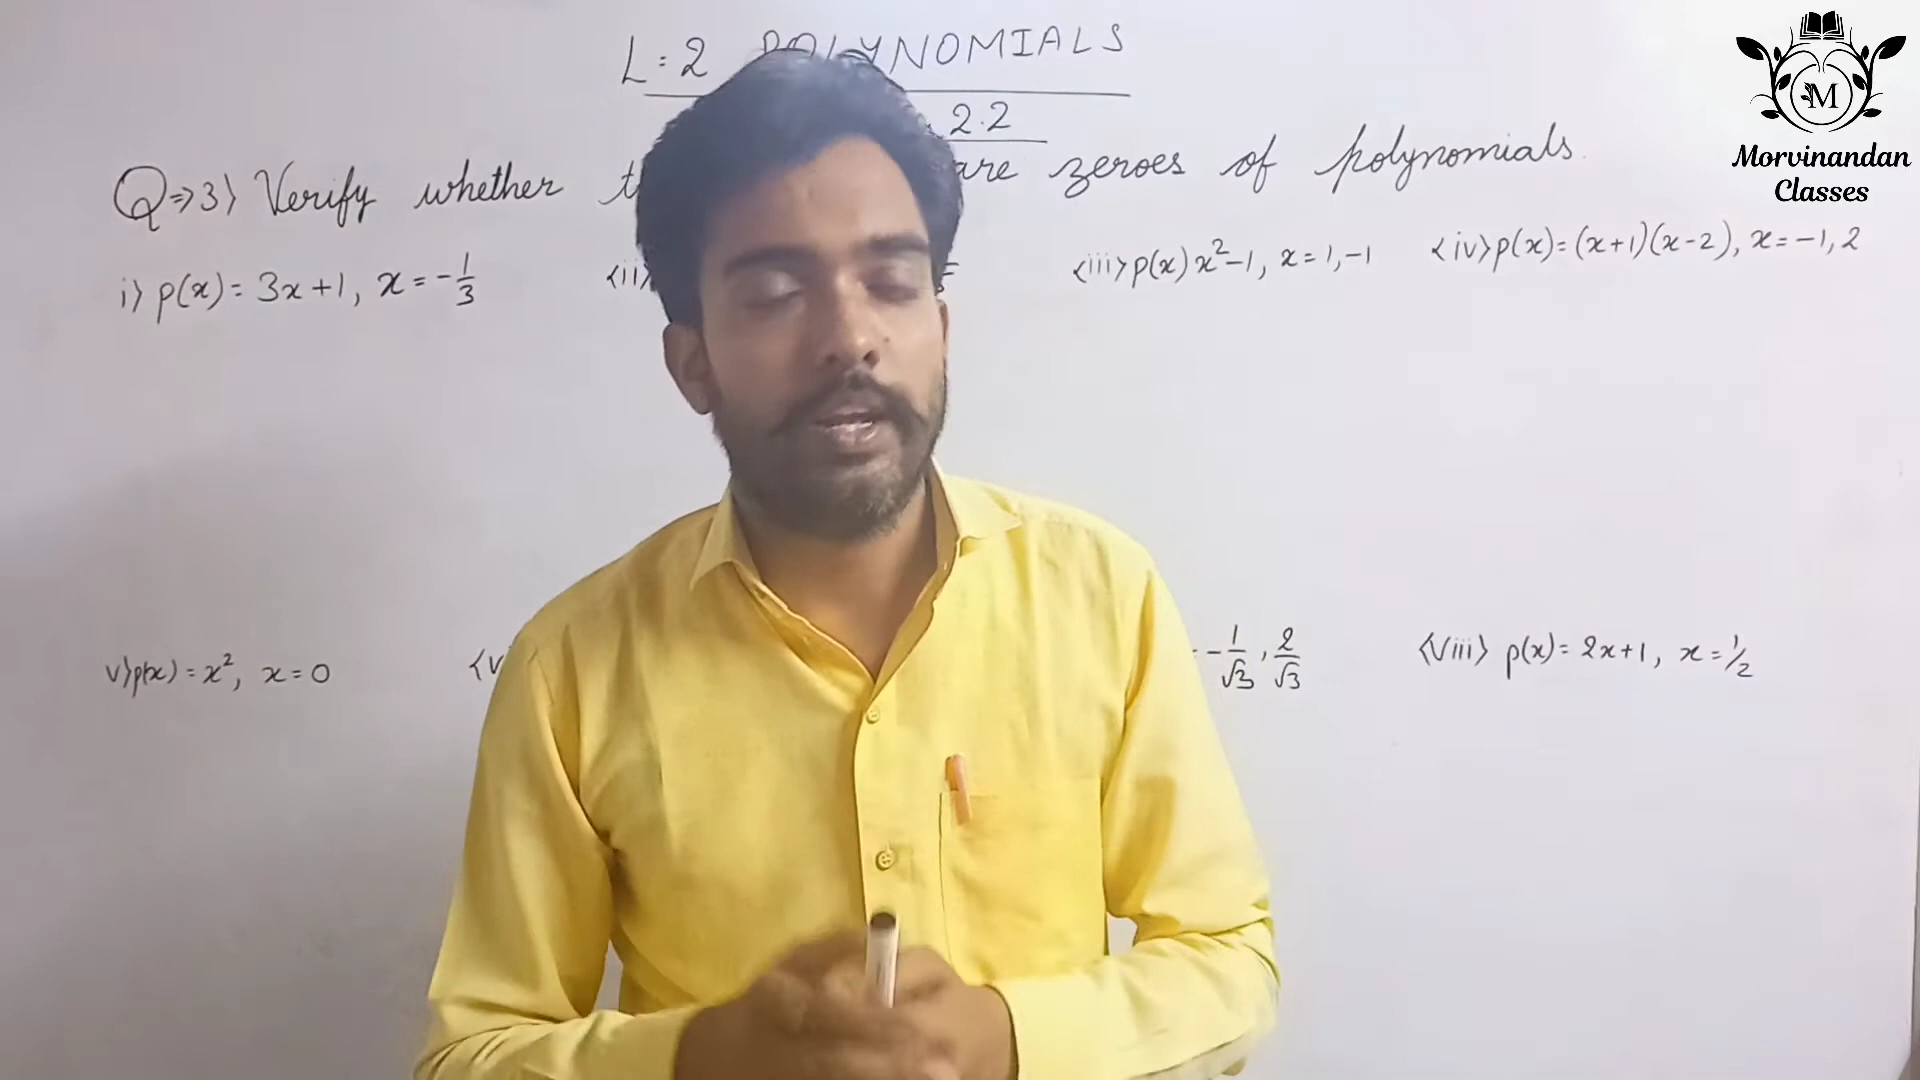 L:2 POLYNOMIALS
2.2
Q⇒3) Verify whether are zeroes of polynomials.
i) p(x) = 3x+1, x = -1/3
<ii>
<iii> p(x) x²-1, x = 1, -1
<iv> p(x) = (x+1)(x-2), x = -1, 2
v) p(x) = x², x = 0
= -1/√3, 2/√3
<viii> p(x) = 2x+1, x = 1/2
M
Morvinandan
Classes